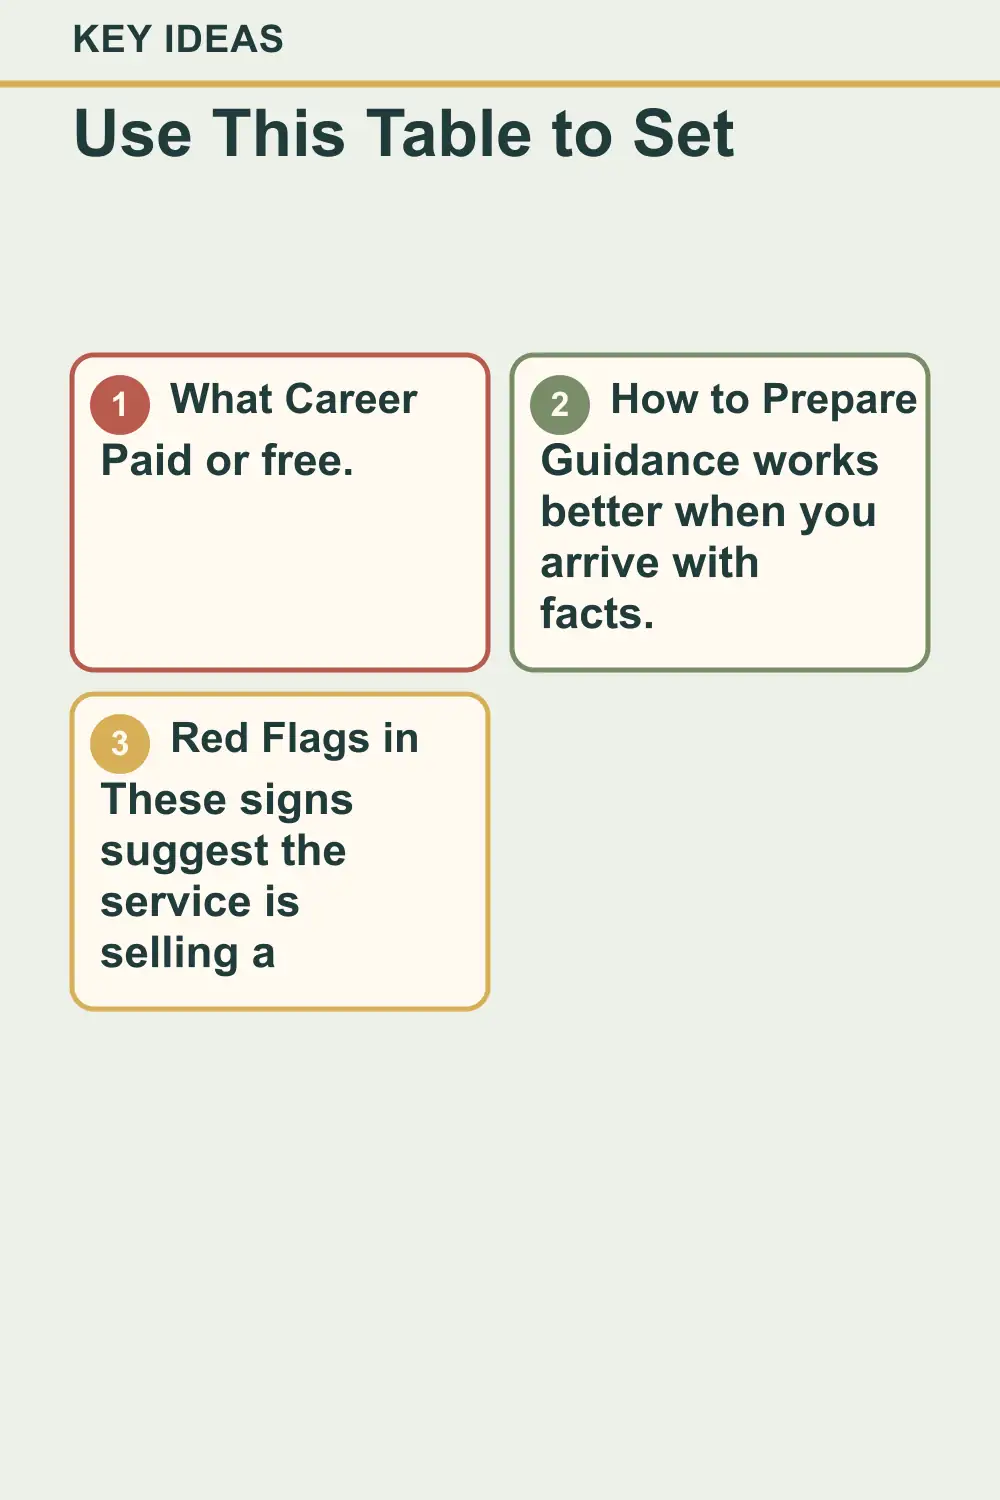 KEY IDEAS
Use This Table to Set
1 What Career
Paid or free.
2 How to Prepare
Guidance works
better when you
arrive with
facts.
3 Red Flags in
These signs
suggest the
service is
selling a